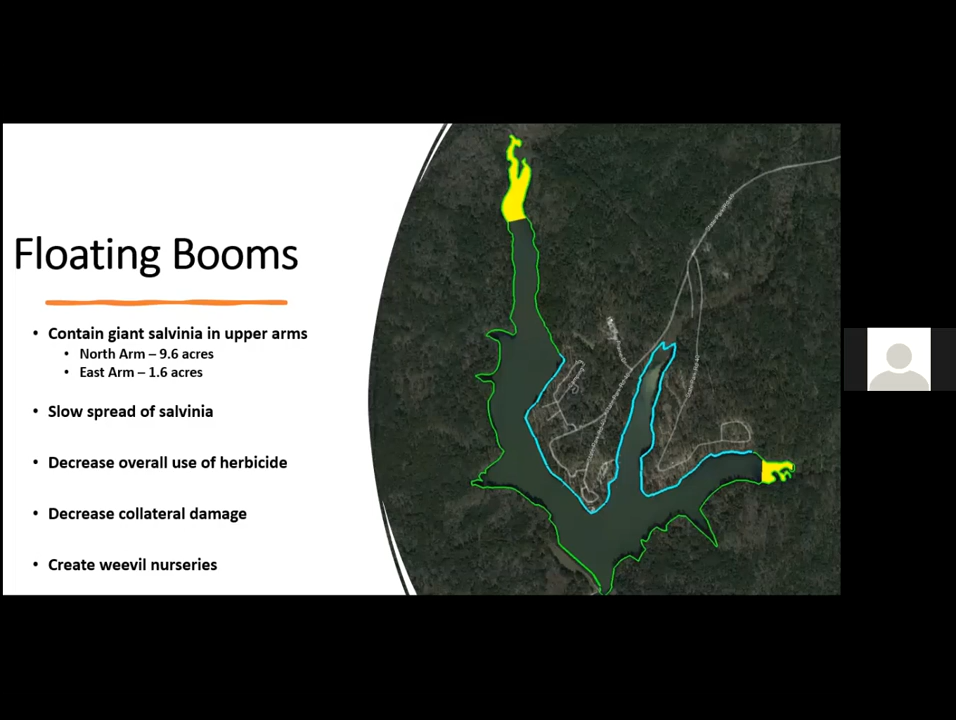 Floating Booms
• Contain giant salvinia in upper arms
• North Arm – 9.6 acres
• East Arm – 1.6 acres
• Slow spread of salvinia
• Decrease overall use of herbicide
• Decrease collateral damage
• Create weevil nurseries